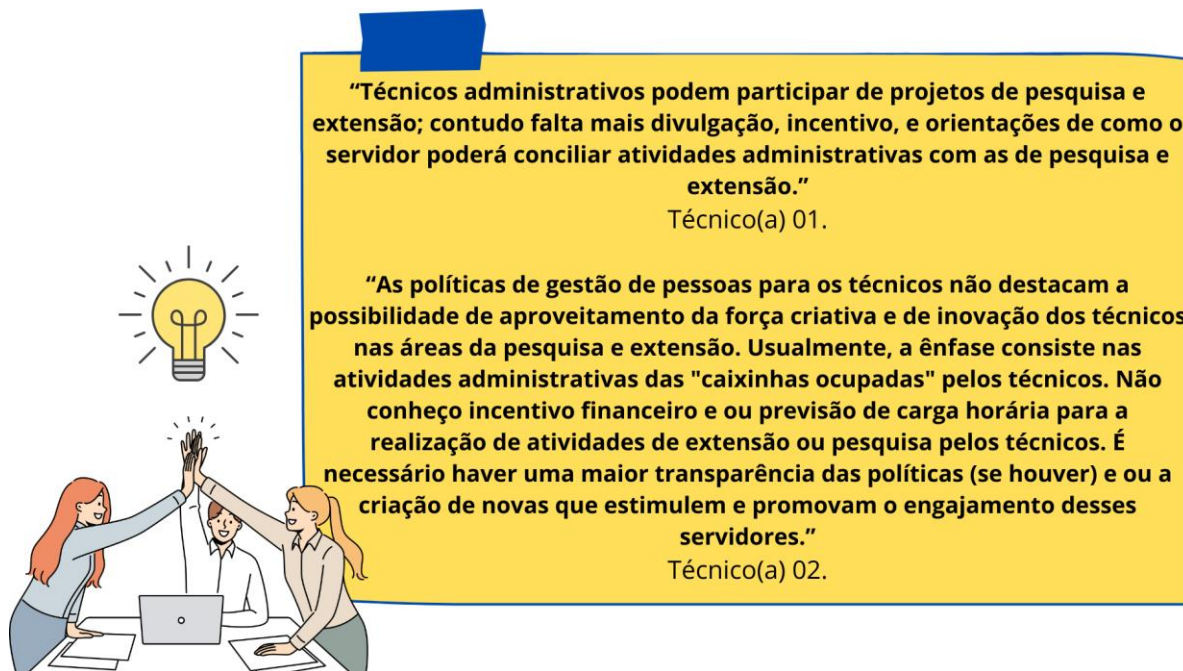 “Técnicos administrativos podem participar de projetos de pesquisa e
extensão; contudo falta mais divulgação, incentivo, e orientações de como o
servidor poderá conciliar atividades administrativas com as de pesquisa e
extensão.”
Técnico(a) 01.
“As políticas de gestão de pessoas para os técnicos não destacam a
possibilidade de aproveitamento da força criativa e de inovação dos técnicos
nas áreas da pesquisa e extensão. Usualmente, a ênfase consiste nas
atividades administrativas das "caixinhas ocupadas" pelos técnicos. Não
conheço incentivo financeiro e ou previsão de carga horária para a
realização de atividades de extensão ou pesquisa pelos técnicos. É
necessário haver uma maior transparência das políticas (se houver) e ou a
criação de novas que estimulem e promovam o engajamento desses
servidores.”
Técnico(a) 02.